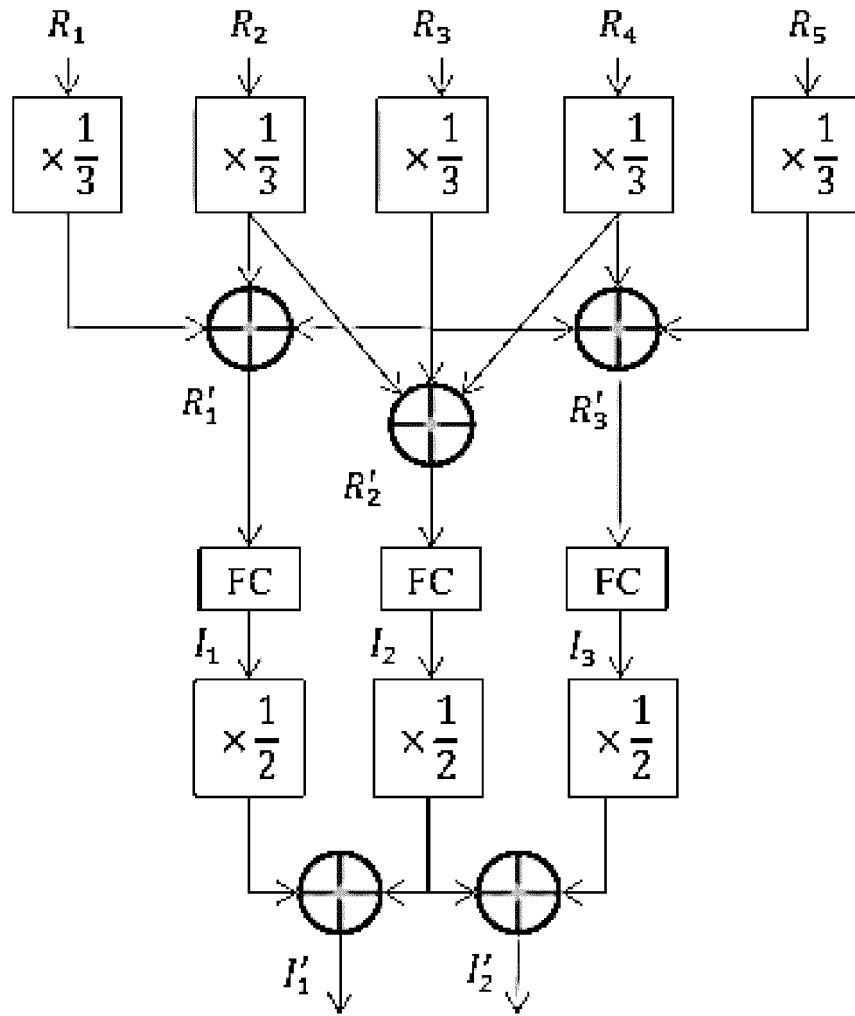 R₁ R₂ R₃ R₄ R₅
× 1/3 × 1/3 × 1/3 × 1/3 × 1/3
R′₁ R′₃
R′₂
FC FC FC
I₁ I₂ I₃
× 1/2 × 1/2 × 1/2
I′₁ I′₂